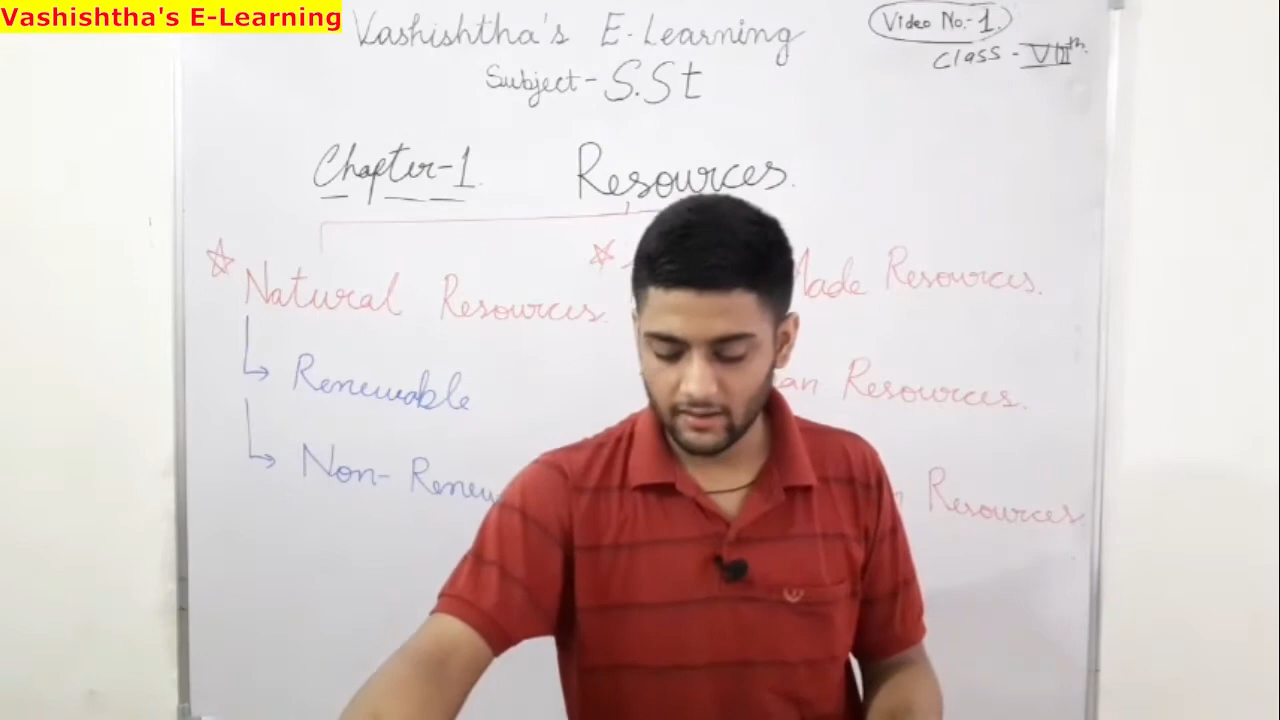 Vashishtha's E-Learning
Vashishtha's E-Learning
Video No.-1.
Class - VIIIth
Subject - S.St
Chapter-1. Resources.
Natural Resources.
Made Resources.
Renewable
Resources.
Non-
Resources